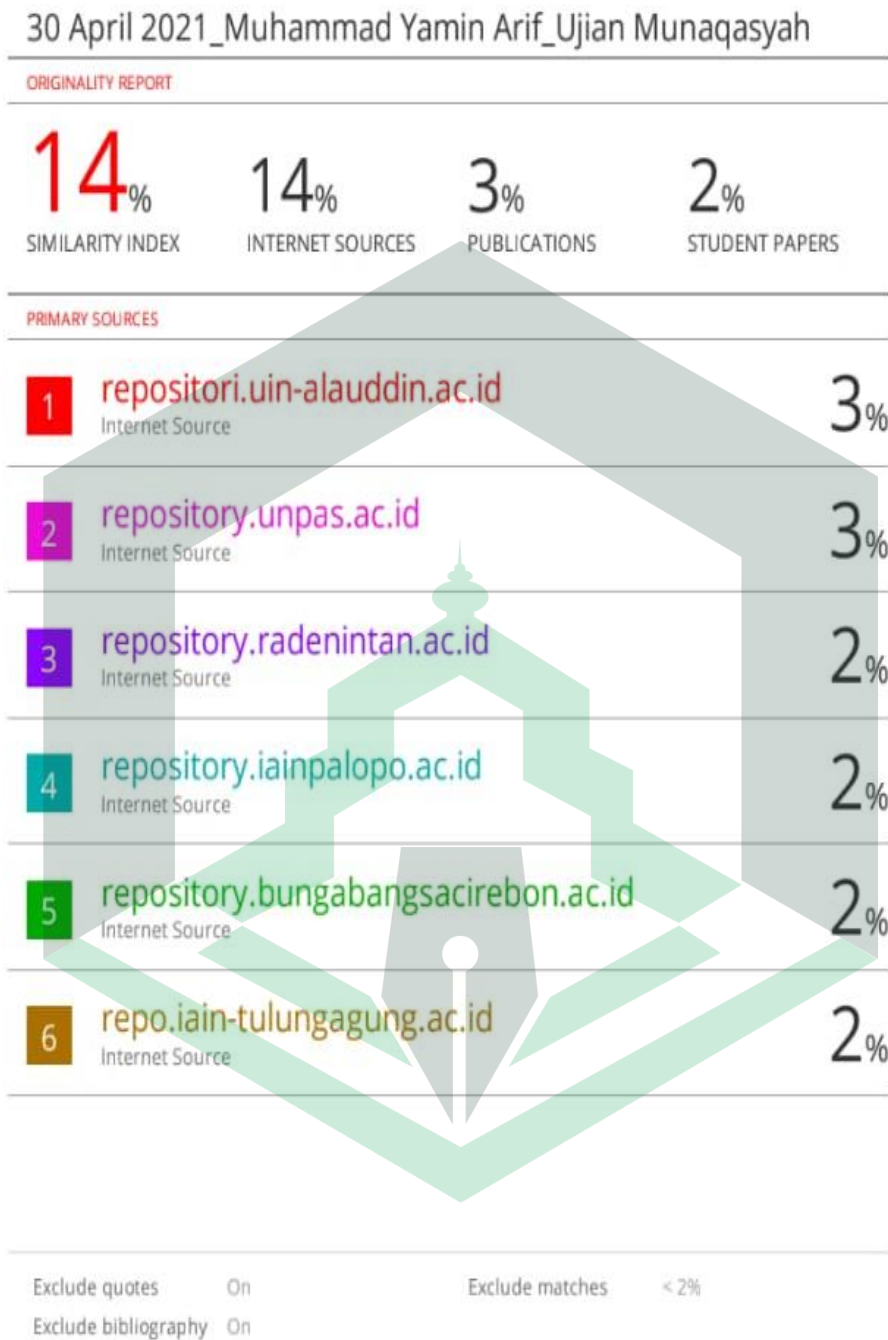 30 April 2021_Muhammad Yamin Arif_Ujian Munaqasyah
ORIGINALITY REPORT
14% 14% 3% 2%
SIMILARITY INDEX INTERNET SOURCES PUBLICATIONS STUDENT PAPERS
PRIMARY SOURCES
1 repositori.uin-alauddin.ac.id 3%
Internet Source
2 repository.unpas.ac.id 3%
Internet Source
3 repository.radenintan.ac.id 2%
Internet Source
4 repository.iainpalopo.ac.id 2%
Internet Source
5 repository.bungabangsacirebon.ac.id 2%
Internet Source
6 repo.iain-tulungagung.ac.id 2%
Internet Source
Exclude quotes On Exclude matches < 2%
Exclude bibliography On